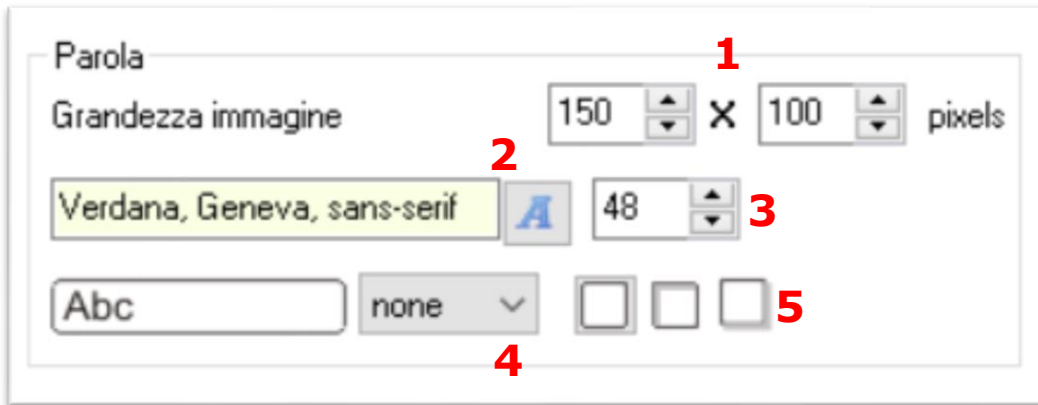 Parola
1
Grandezza immagine 150 X 100 pixels
2
Verdana, Geneva, sans-serif A 48 3
Abc none 5
4